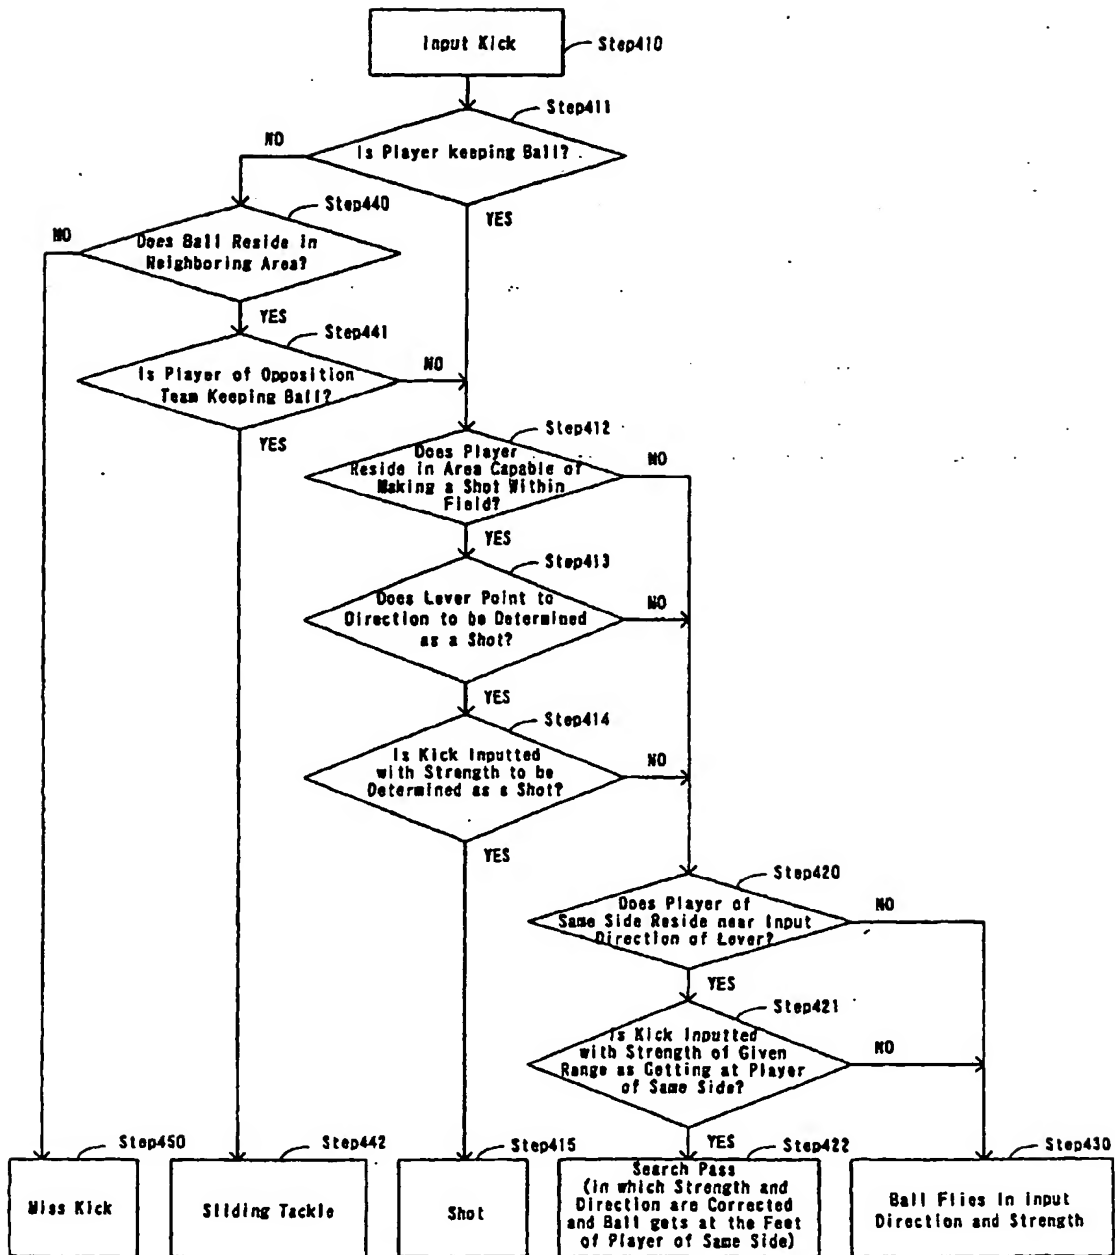 Input Kick
Step410
Step411
NO
Is Player keeping Ball?
Step440
YES
NO
Does Ball Reside in
Neighboring Area?
YES
Step441
NO
Is Player of Opposition
Team Keeping Ball?
YES
Step412
Does Player
Reside in Area Capable of
Making a Shot Within
Field?
NO
YES
Step413
Does Lever Point to
Direction to be Determined
as a Shot?
NO
YES
Step414
Is Kick Inputted
with Strength to be
Determined as a Shot?
NO
YES
Step420
Does Player of
Same Side Reside near Input
Direction of Lever?
NO
YES
Step421
Is Kick Inputted
with Strength of Given
Range as Getting at Player
of Same Side?
NO
YES
Step450
Miss Kick
Step442
Sliding Tackle
Step415
Shot
Step422
Search Pass
(in which Strength and
Direction are Corrected
and Ball gets at the Feet
of Player of Same Side)
Step430
Ball Flies In input
Direction and Strength